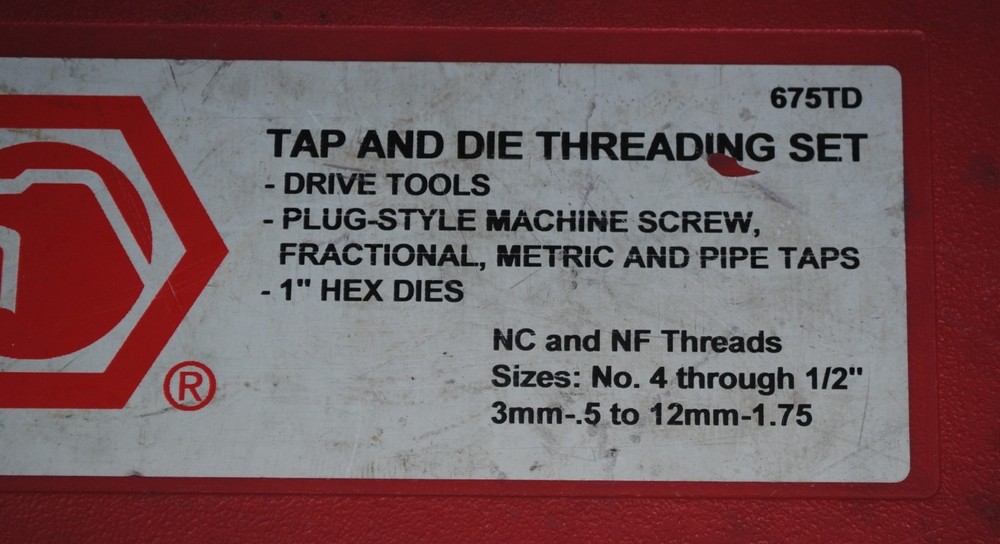 675TD
TAP AND DIE THREADING SET
- DRIVE TOOLS
- PLUG-STYLE MACHINE SCREW,
FRACTIONAL, METRIC AND PIPE TAPS
- 1" HEX DIES
NC and NF Threads
Sizes: No. 4 through 1/2"
3mm-.5 to 12mm-1.75
®